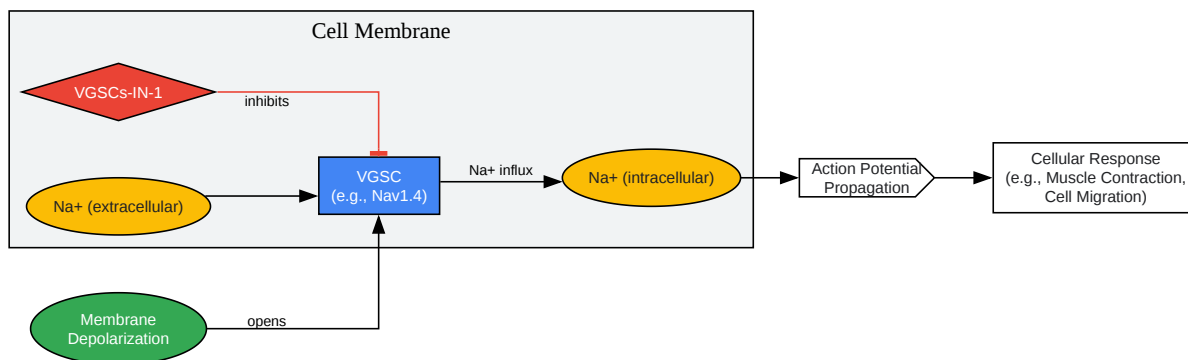 Cell Membrane
VGSCs-IN-1
inhibits
Na+ (extracellular)
VGSC
(e.g., Nav1.4)
Na+ influx
Na+ (intracellular)
Action Potential
Propagation
Cellular Response
(e.g., Muscle Contraction,
Cell Migration)
Membrane
Depolarization
opens